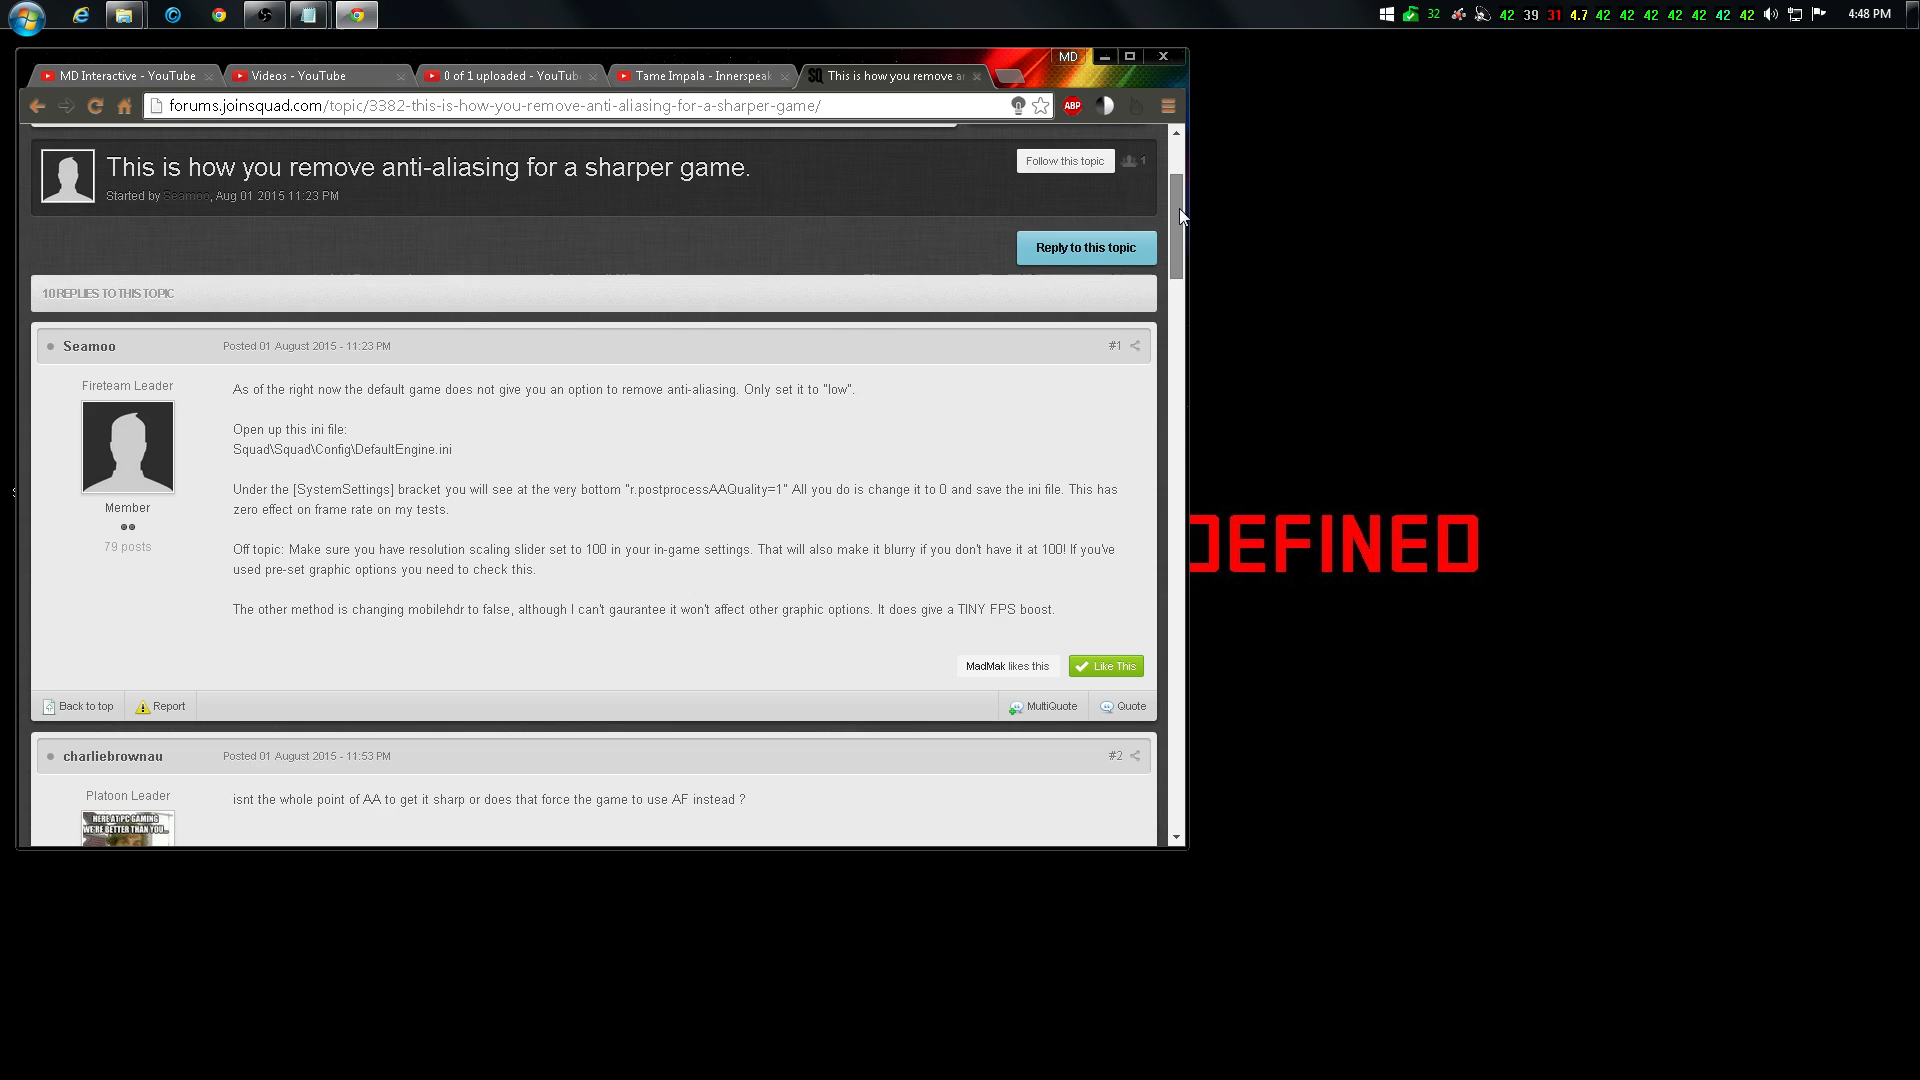 32 42 39 31 4.7 42 42 42 42 42 42 42 4:48 PM
MD
MD Interactive - YouTube
Videos - YouTube
0 of 1 uploaded - YouTub
Tame Impala - Innerspeak
SQ This is how you remove a
forums.joinsquad.com/topic/3382-this-is-how-you-remove-anti-aliasing-for-a-sharper-game/
ABP
This is how you remove anti-aliasing for a sharper game.
Started by Seamoo, Aug 01 2015 11:23 PM
Follow this topic
1
Reply to this topic
10 REPLIES TO THIS TOPIC
Seamoo
Posted 01 August 2015 - 11:23 PM
#1
Fireteam Leader
Member
79 posts
As of the right now the default game does not give you an option to remove anti-aliasing. Only set it to "low".
Open up this ini file:
Squad\Squad\Config\DefaultEngine.ini
Under the [SystemSettings] bracket you will see at the very bottom "r.postprocessAAQuality=1" All you do is change it to 0 and save the ini file. This has
zero effect on frame rate on my tests.
Off topic: Make sure you have resolution scaling slider set to 100 in your in-game settings. That will also make it blurry if you don't have it at 100! If you've
used pre-set graphic options you need to check this.
The other method is changing mobilehdr to false, although I can't gaurantee it won't affect other graphic options. It does give a TINY FPS boost.
MadMak likes this
Like This
Back to top
Report
MultiQuote
Quote
charliebrownau
Posted 01 August 2015 - 11:53 PM
#2
Platoon Leader
HERE AT PC GAMING
WE'RE BETTER THAN YOU...
isnt the whole point of AA to get it sharp or does that force the game to use AF instead ?
DEFINED